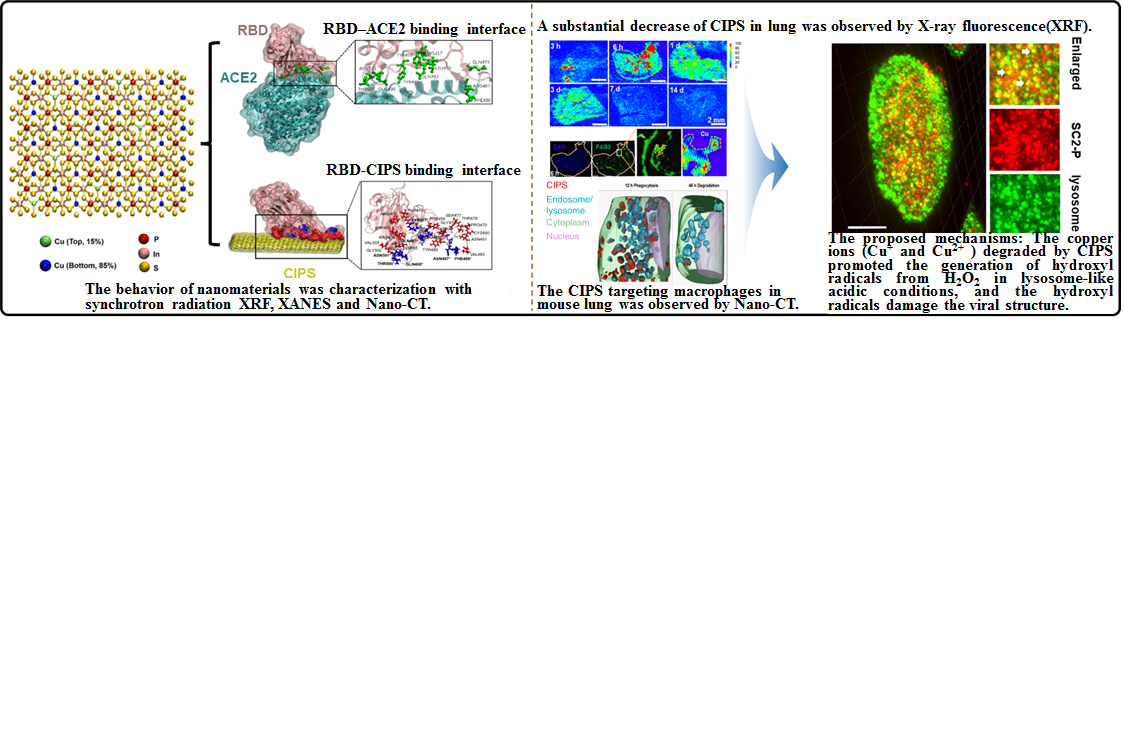 RBD
ACE2
RBD–ACE2 binding interface
RBD-CIPS binding interface
CIPS
Cu (Top, 15%)
Cu (Bottom, 85%)
P
In
S
The behavior of nanomaterials was characterization with
synchrotron radiation XRF, XANES and Nano-CT.
A substantial decrease of CIPS in lung was observed by X-ray fluorescence(XRF).
3 h
6 h
1 d
3 d
7 d
14 d
2 mm
DAPI
F4/80
Cu
6 h
CIPS
Endosome/
lysosome
Cytoplasm
Nucleus
12 h Phagocytosis
48 h Degradation
The CIPS targeting macrophages in
mouse lung was observed by Nano-CT.
Enlarged
SC2-P
lysosome
The proposed mechanisms: The copper
ions (Cu⁺ and Cu²⁺ ) degraded by CIPS
promoted the generation of hydroxyl
radicals from H₂O₂ in lysosome-like
acidic conditions, and the hydroxyl
radicals damage the viral structure.